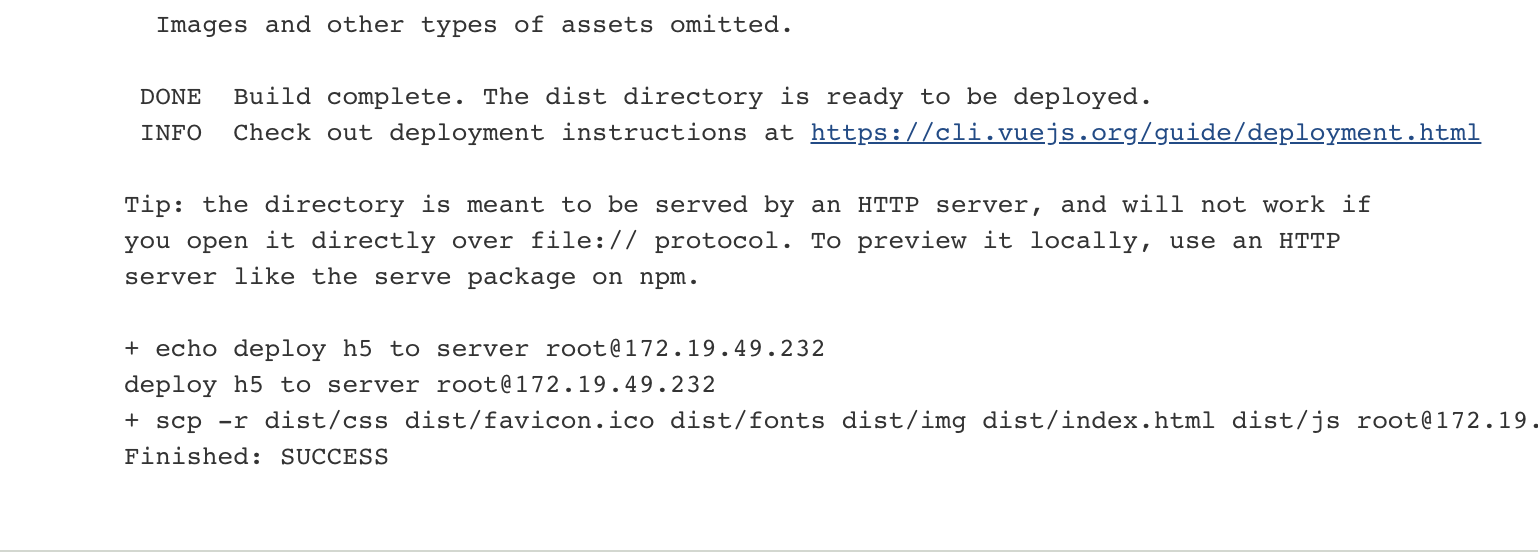 Images and other types of assets omitted.
DONE  Build complete. The dist directory is ready to be deployed.
INFO  Check out deployment instructions at https://cli.vuejs.org/guide/deployment.html
Tip: the directory is meant to be served by an HTTP server, and will not work if
you open it directly over file:// protocol. To preview it locally, use an HTTP
server like the serve package on npm.
+ echo deploy h5 to server root@172.19.49.232
deploy h5 to server root@172.19.49.232
+ scp -r dist/css dist/favicon.ico dist/fonts dist/img dist/index.html dist/js root@172.19.
Finished: SUCCESS